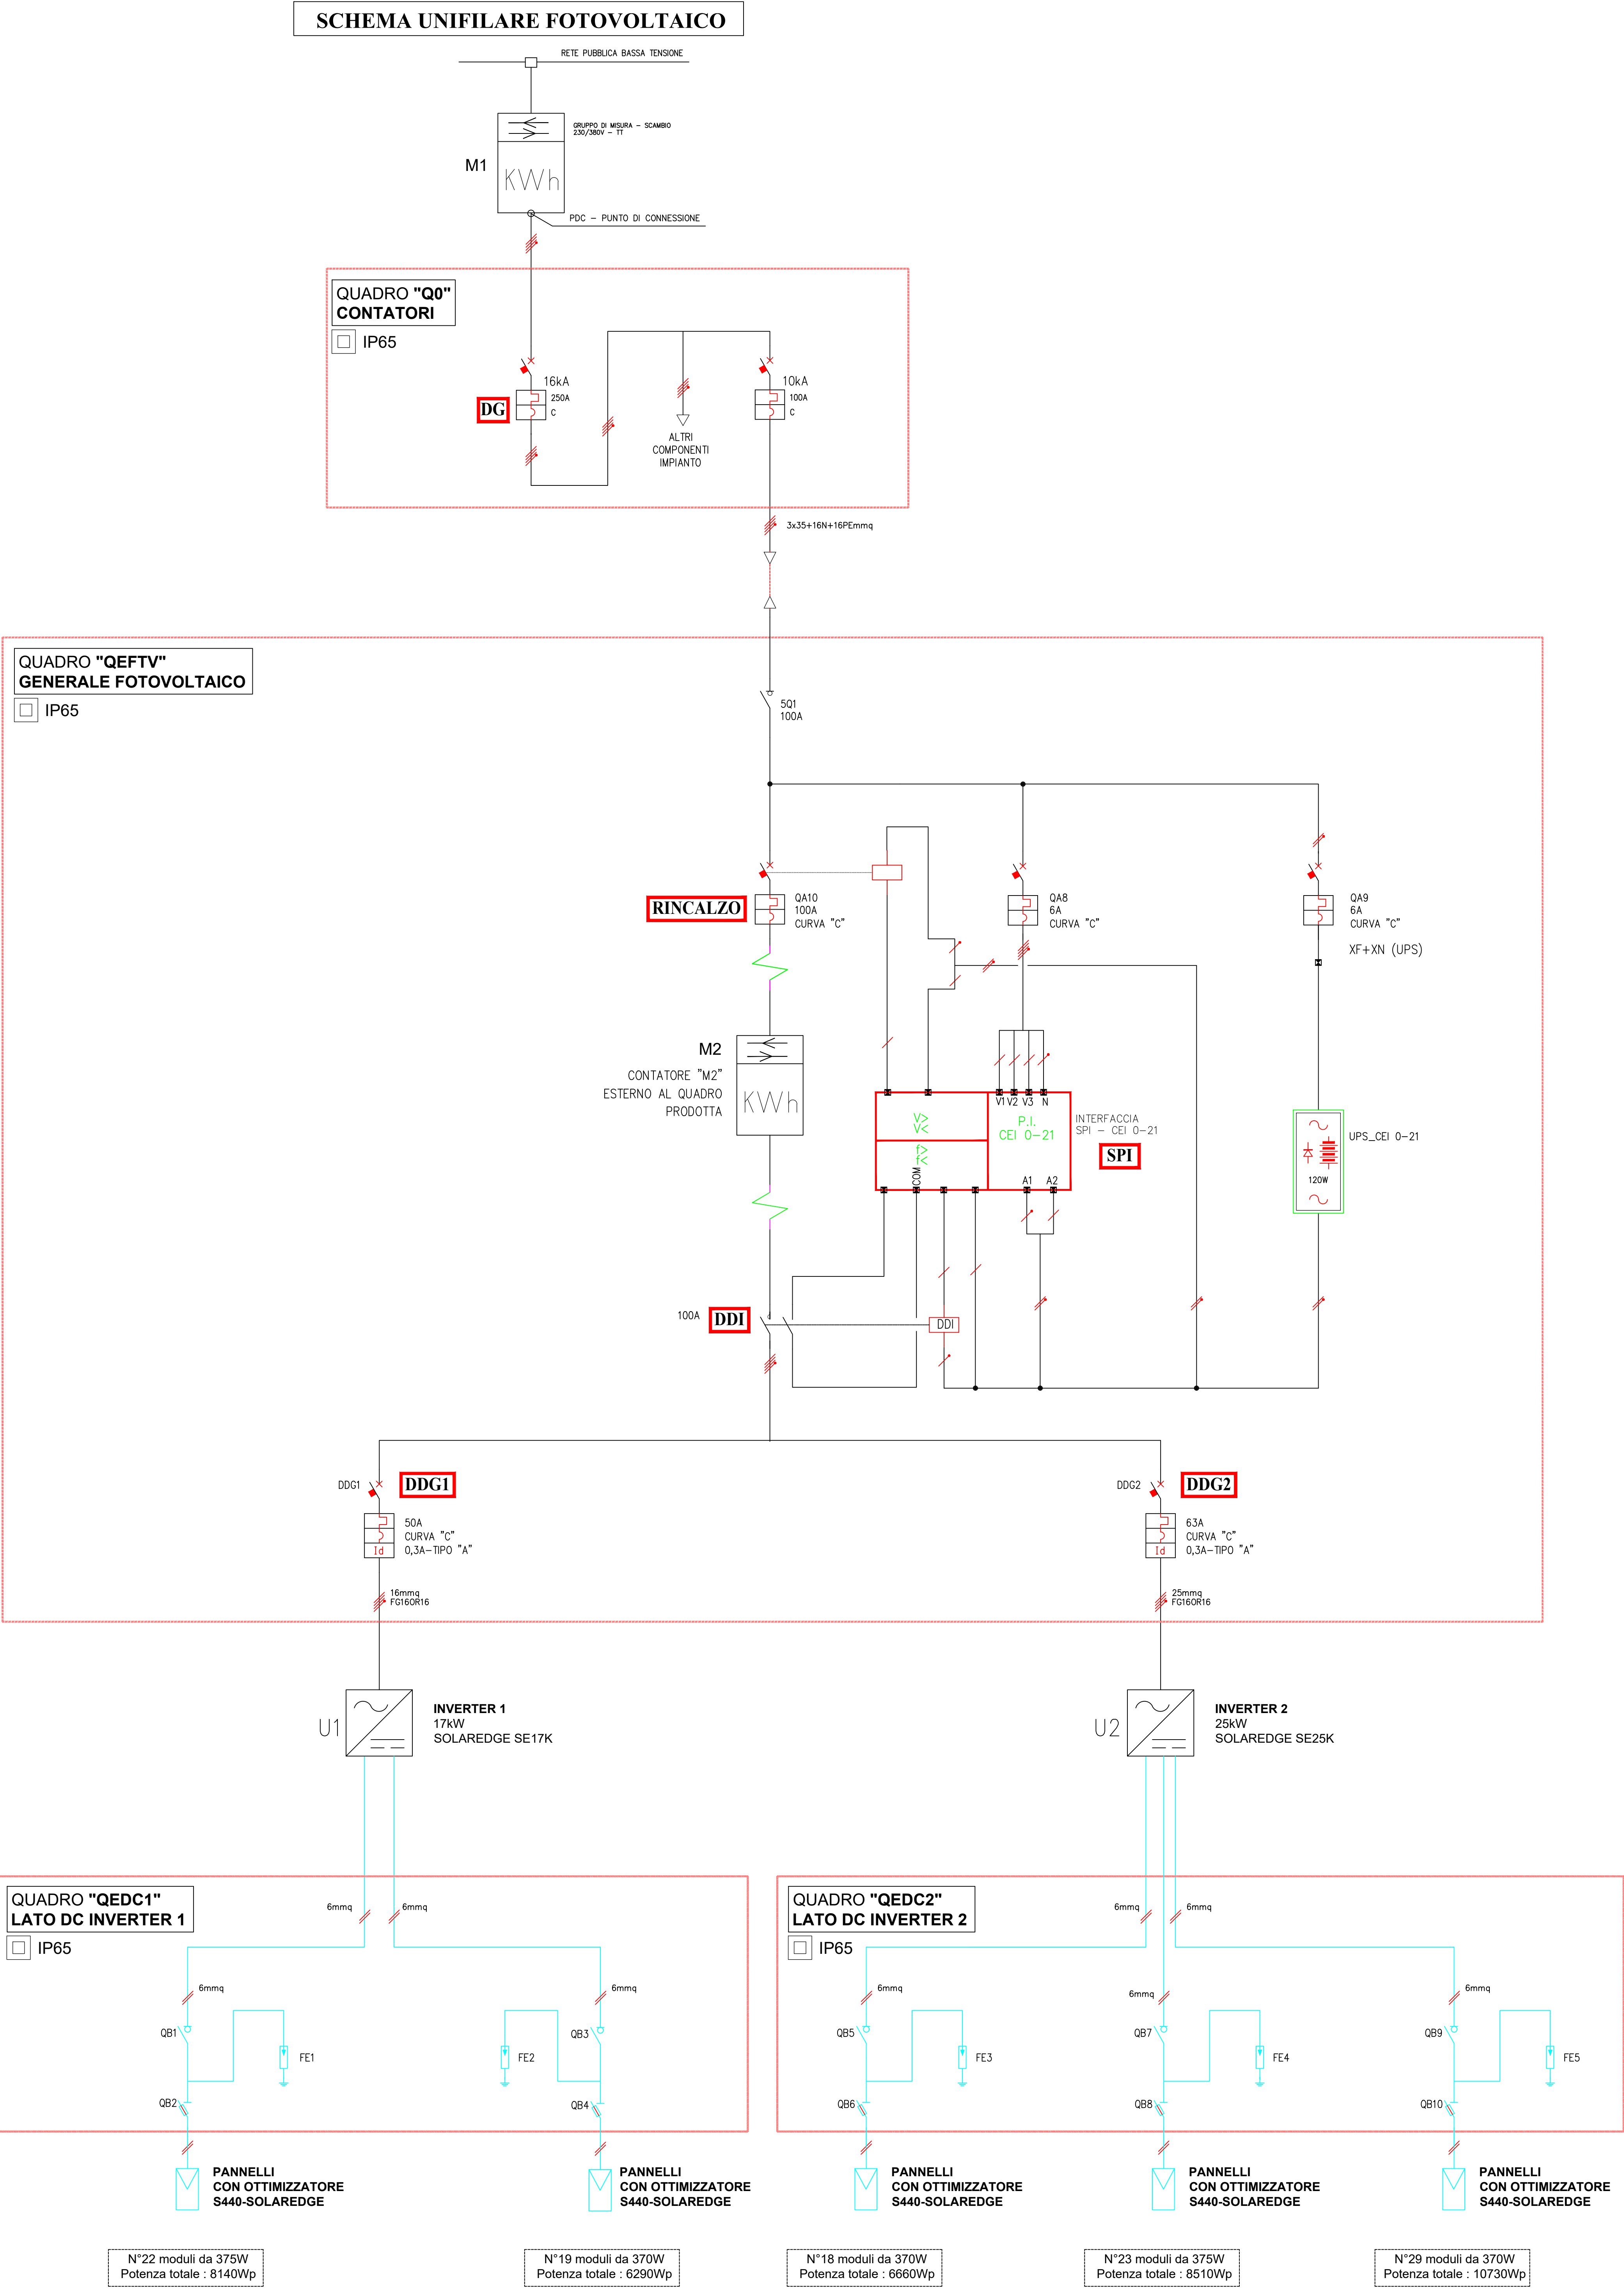 SCHEMA UNIFILARE FOTOVOLTAICO
RETE PUBBLICA BASSA TENSIONE
GRUPPO DI MISURA – SCAMBIO
230/380V – TT
M1
KWh
PDC – PUNTO DI CONNESSIONE
QUADRO "Q0"
CONTATORI
IP65
16kA
250A
C
DG
10kA
100A
C
ALTRI
COMPONENTI
IMPIANTO
3x35+16N+16PEmmq
QUADRO "QEFTV"
GENERALE FOTOVOLTAICO
IP65
5Q1
100A
RINCALZO
QA10
100A
CURVA "C"
QA8
6A
CURVA "C"
QA9
6A
CURVA "C"
XF+XN (UPS)
M2
CONTATORE "M2"
ESTERNO AL QUADRO
PRODOTTA
KWh
V1 V2 V3 N
V>
V<
f>
f<
COM
P.I.
CEI 0–21
A1 A2
INTERFACCIA
SPI – CEI 0–21
SPI
UPS_CEI 0–21
120W
100A
DDI
DDI
DDG1
DDG1
50A
CURVA "C"
0,3A–TIPO "A"
Id
16mmq
FG16OR16
DDG2
DDG2
63A
CURVA "C"
0,3A–TIPO "A"
Id
25mmq
FG16OR16
U1
INVERTER 1
17kW
SOLAREDGE SE17K
U2
INVERTER 2
25kW
SOLAREDGE SE25K
QUADRO "QEDC1"
LATO DC INVERTER 1
IP65
6mmq
6mmq
6mmq
6mmq
QB1
FE1
QB2
FE2
QB3
QB4
QUADRO "QEDC2"
LATO DC INVERTER 2
IP65
6mmq
6mmq
6mmq
6mmq
6mmq
QB5
FE3
QB6
QB7
FE4
QB8
QB9
FE5
QB10
PANNELLI
CON OTTIMIZZATORE
S440-SOLAREDGE
PANNELLI
CON OTTIMIZZATORE
S440-SOLAREDGE
PANNELLI
CON OTTIMIZZATORE
S440-SOLAREDGE
PANNELLI
CON OTTIMIZZATORE
S440-SOLAREDGE
PANNELLI
CON OTTIMIZZATORE
S440-SOLAREDGE
N°22 moduli da 375W
Potenza totale : 8140Wp
N°19 moduli da 370W
Potenza totale : 6290Wp
N°18 moduli da 370W
Potenza totale : 6660Wp
N°23 moduli da 375W
Potenza totale : 8510Wp
N°29 moduli da 370W
Potenza totale : 10730Wp